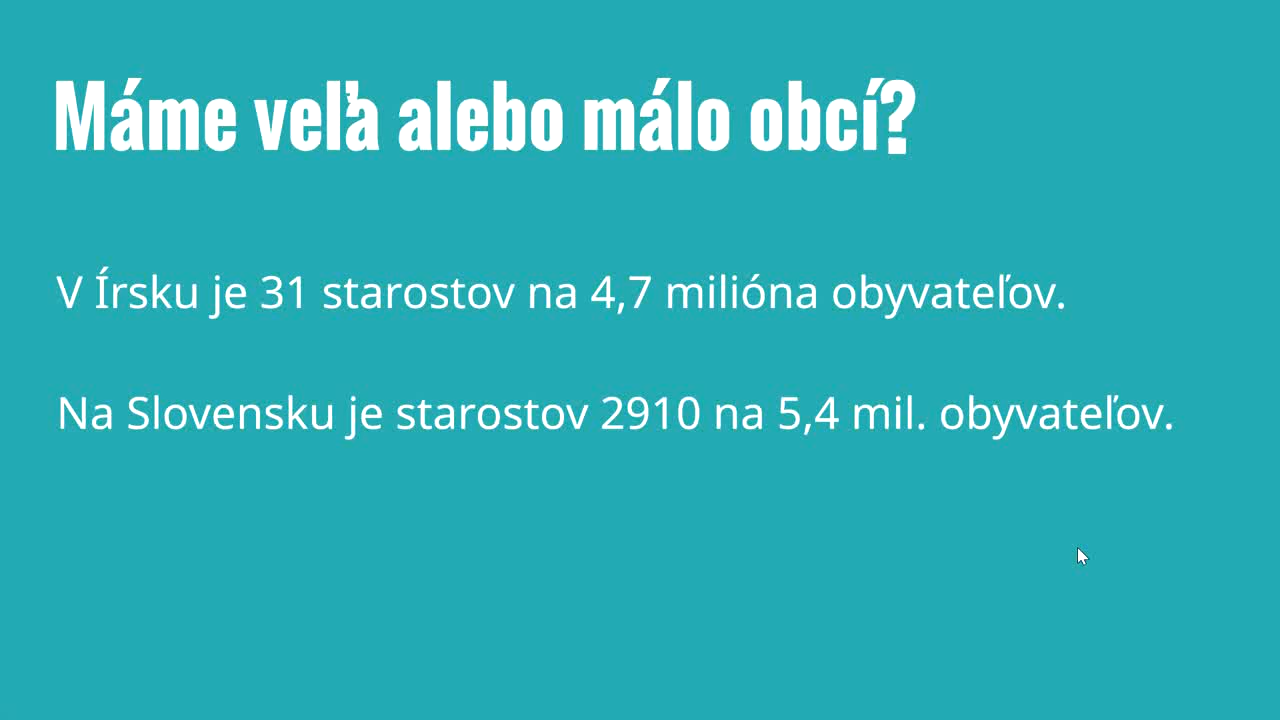 Máme veľa alebo málo obcí?
V Írsku je 31 starostov na 4,7 milióna obyvateľov.
Na Slovensku je starostov 2910 na 5,4 mil. obyvateľov.